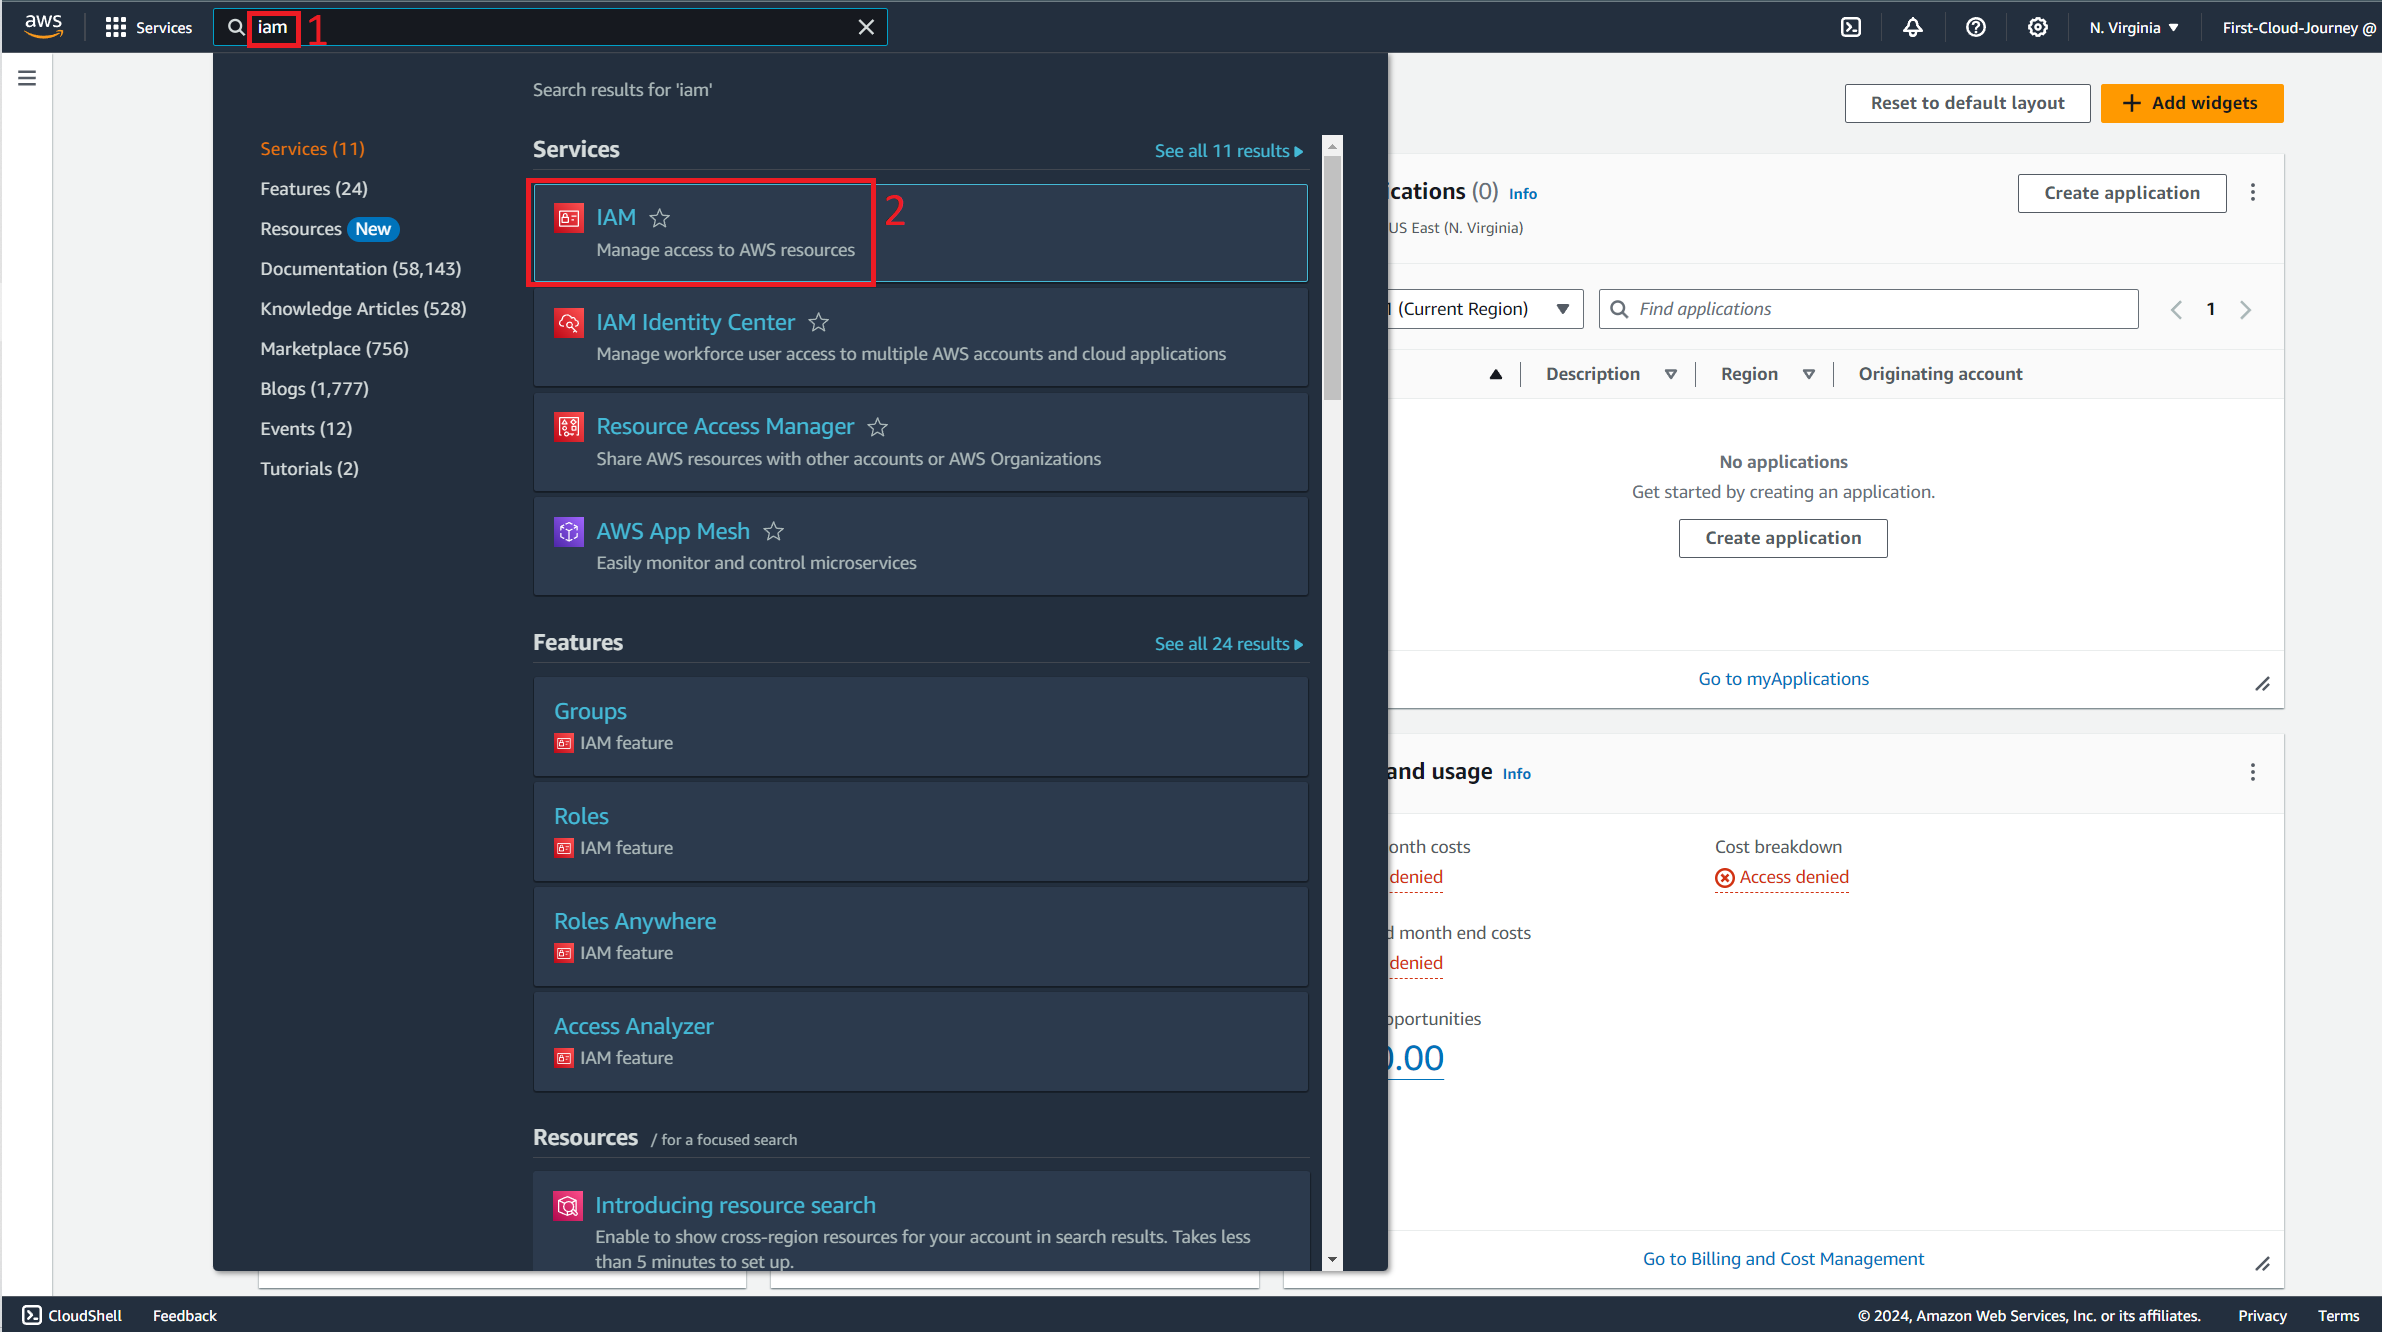 aws
Services
iam
1
N. Virginia
First-Cloud-Journey @
Search results for 'iam'
Services (11)
Features (24)
Resources New
Documentation (58,143)
Knowledge Articles (528)
Marketplace (756)
Blogs (1,777)
Events (12)
Tutorials (2)
Services
See all 11 results
IAM
2
Manage access to AWS resources
IAM Identity Center
Manage workforce user access to multiple AWS accounts and cloud applications
Resource Access Manager
Share AWS resources with other accounts or AWS Organizations
AWS App Mesh
Easily monitor and control microservices
Features
See all 24 results
Groups
IAM feature
Roles
IAM feature
Roles Anywhere
IAM feature
Access Analyzer
IAM feature
Resources / for a focused search
Introducing resource search
Enable to show cross-region resources for your account in search results. Takes less
than 5 minutes to set up.
Reset to default layout
Add widgets
ications (0) Info
US East (N. Virginia)
Create application
1 (Current Region)
Find applications
1
Description
Region
Originating account
No applications
Get started by creating an application.
Create application
Go to myApplications
and usage Info
onth costs
denied
Cost breakdown
Access denied
d month end costs
denied
pportunities
0.00
Go to Billing and Cost Management
CloudShell
Feedback
© 2024, Amazon Web Services, Inc. or its affiliates.
Privacy
Terms